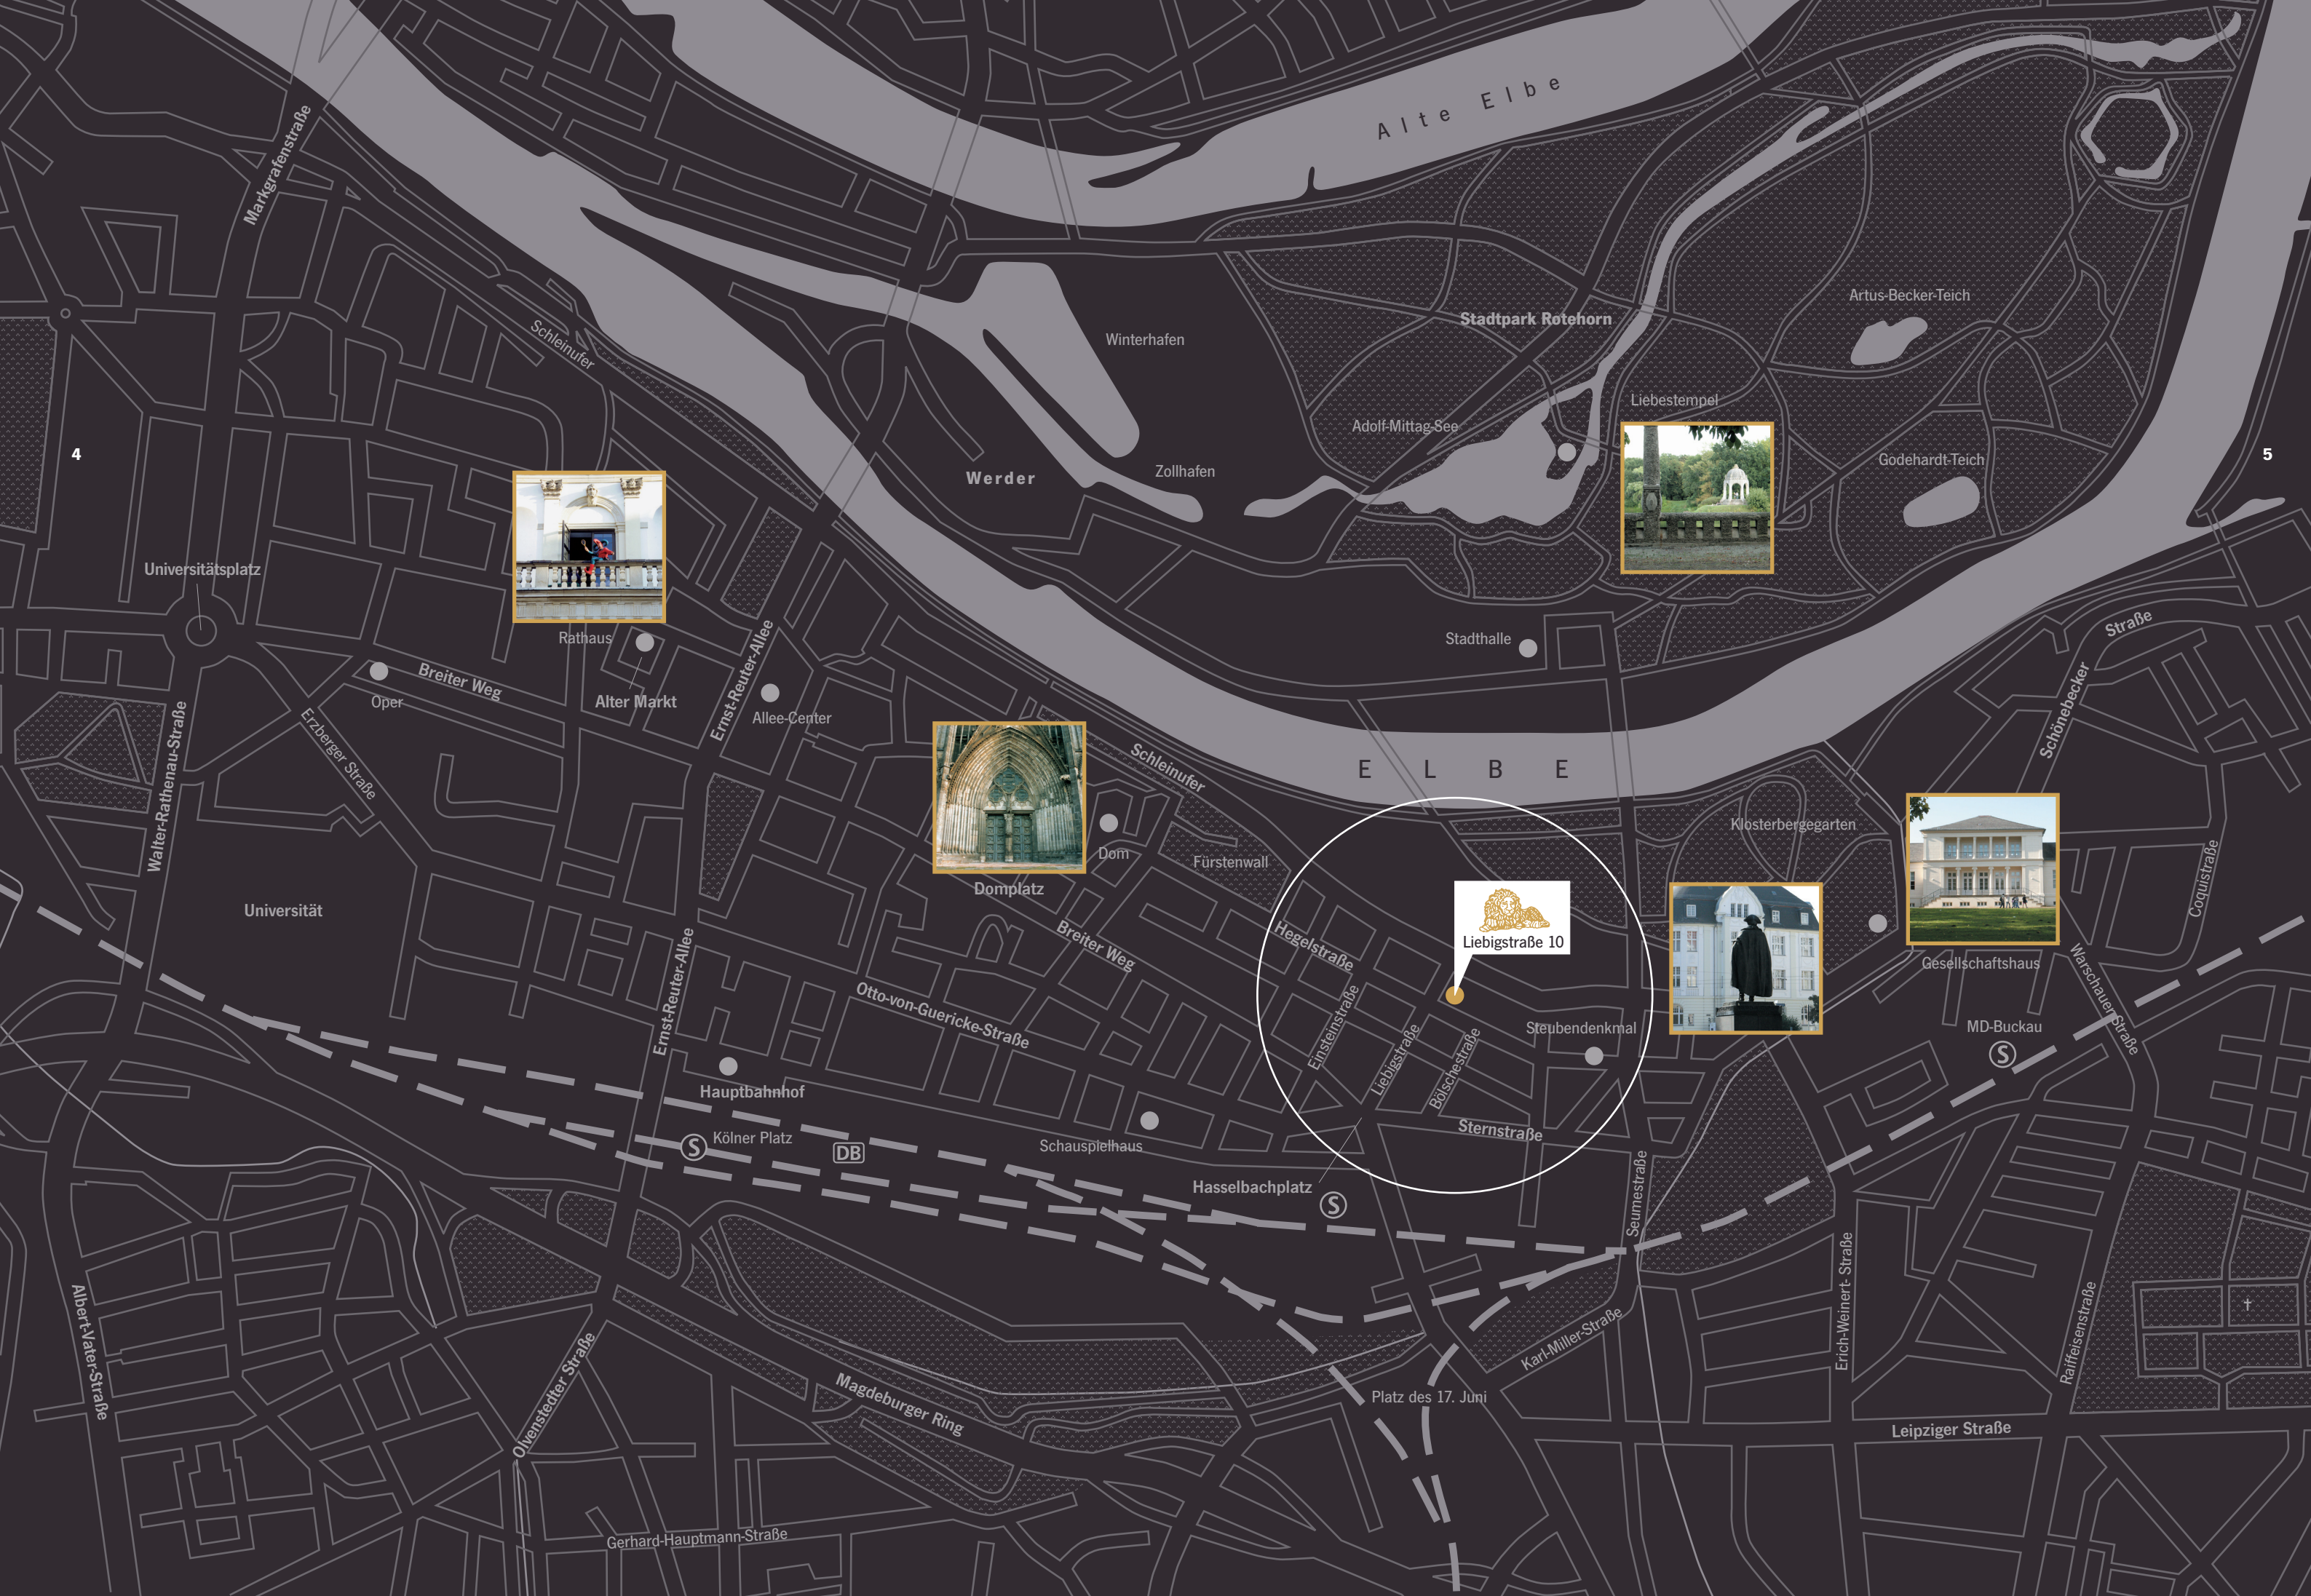 Alte Elbe
Markgrafenstraße
Artus-Becker-Teich
Stadtpark Rotehorn
Schleinufer
Winterhafen
Liebestempel
Adolf-Mittag-See
4
5
Godehardt-Teich
Zollhafen
Werder
Universitätsplatz
Straße
Rathaus
Stadthalle
Schönebecker
Breiter Weg
Ernst-Reuter-Allee
Oper
Alter Markt
Allee-Center
Erzberger Straße
Walter-Rathenau-Straße
Schleinufer
ELBE
Klosterbergegarten
Dom
Fürstenwall
Coquistraße
Domplatz
Universität
Breiter Weg
Hegelstraße
Liebigstraße 10
Gesellschaftshaus
Warschauer Straße
Ernst-Reuter-Allee
Otto-von-Guericke-Straße
Einsteinstraße
Liebigstraße
Bölschestraße
Steubendenkmal
MD-Buckau
S
Hauptbahnhof
Sternstraße
S
Kölner Platz
DB
Schauspielhaus
Hasselbachplatz
S
Seumestraße
Albert-Vater-Straße
Olvenstedter Straße
Karl-Miller-Straße
Erich-Weinert- Straße
Raiffeisenstraße
Magdeburger Ring
Platz des 17. Juni
Leipziger Straße
Gerhard-Hauptmann-Straße